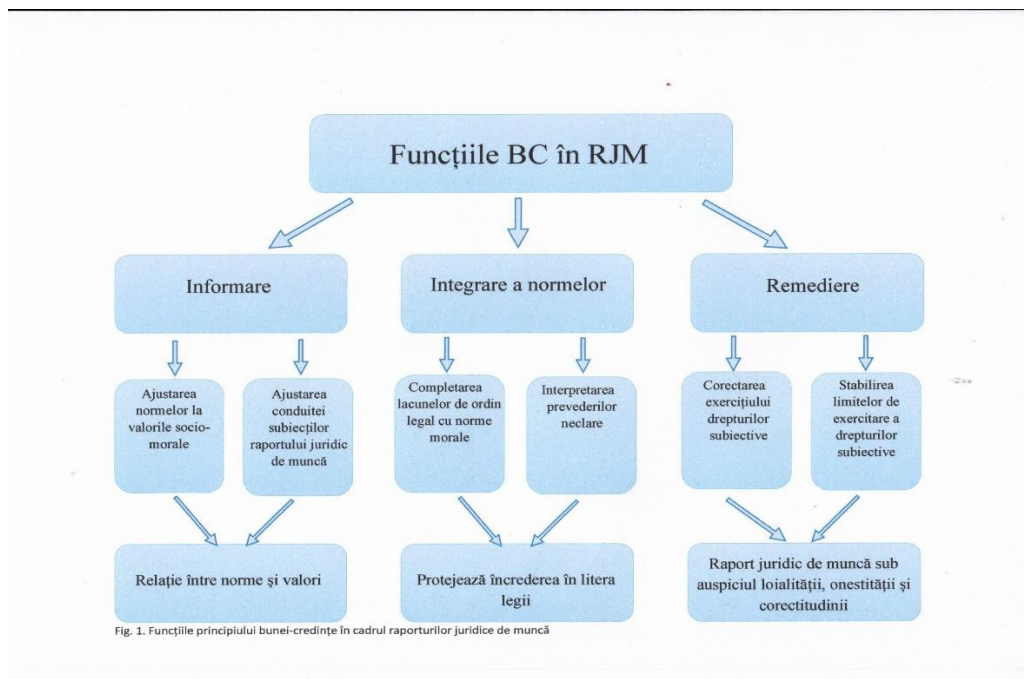 Funcțiile BC în RJM
Informare
Integrare a normelor
Remediere
Ajustarea
normelor la
valorile socio-
morale
Ajustarea
conduitei
subiecților
raportului juridic
de muncă
Completarea
lacunelor de ordin
legal cu norme
morale
Interpretarea
prevederilor
neclare
Corectarea
exercițiului
drepturilor
subiective
Stabilirea
limitelor de
exercitare a
drepturilor
subiective
Relație între norme și valori
Protejează încrederea în litera
legii
Raport juridic de muncă sub
auspiciul loialității, onestității și
corectitudinii
Fig. 1. Funcțiile principiului bunei-credințe în cadrul raporturilor juridice de muncă